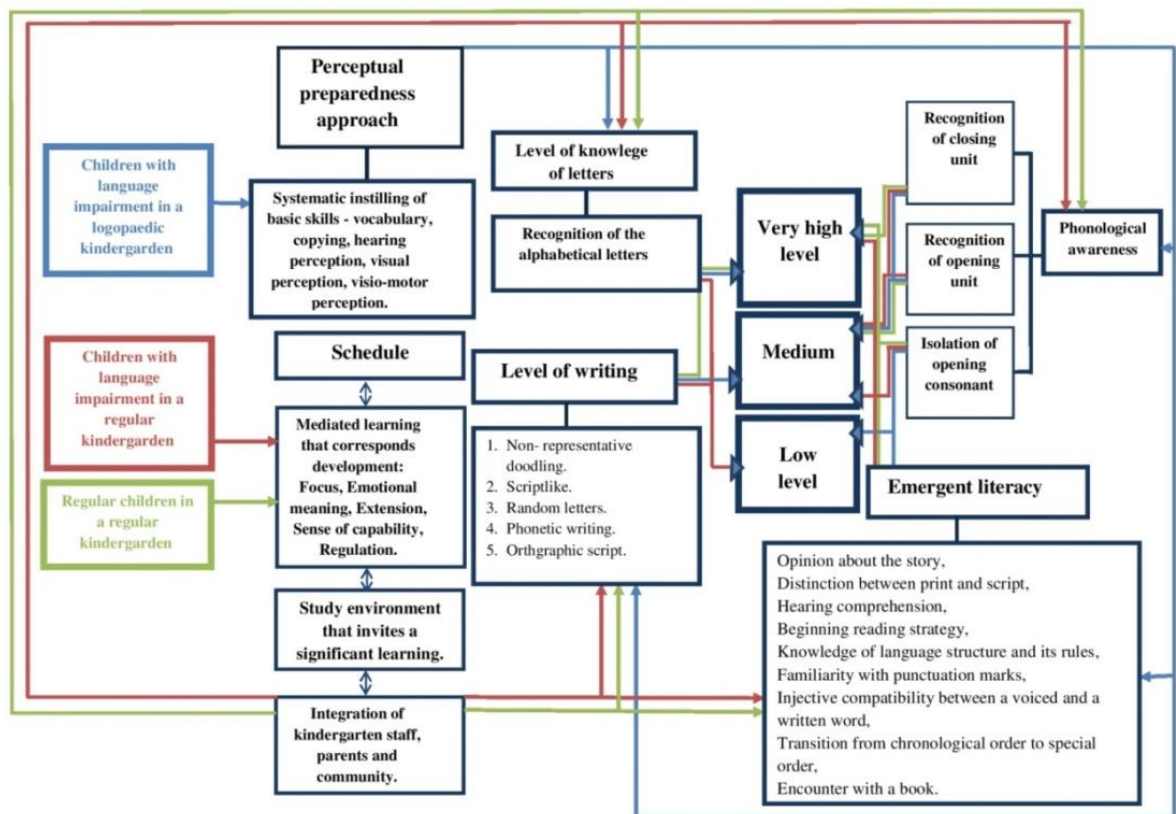 Perceptual
preparedness
approach
Children with
language
impairment in a
logopaedic
kindergarden
Systematic instilling of
basic skills - vocabulary,
copying, hearing
perception, visual
perception, visio-motor
perception.
Children with
language
impairment in a
regular
kindergarden
Regular children in
a regular
kindergarden
Schedule
Mediated learning
that corresponds
development:
Focus, Emotional
meaning, Extension,
Sense of capability,
Regulation.
Study environment
that invites a
significant learning.
Integration of
kindergarten staff,
parents and
community.
Level of knowlege
of letters
Recognition of the
alphabetical letters
Level of writing
1. Non- representative
doodling.
2. Scriptlike.
3. Random letters.
4. Phonetic writing.
5. Orthgraphic script.
Very high
level
Medium
Low
level
Recognition
of closing
unit
Recognition
of opening
unit
Isolation of
opening
consonant
Phonological
awareness
Emergent literacy
Opinion about the story,
Distinction between print and script,
Hearing comprehension,
Beginning reading strategy,
Knowledge of language structure and its rules,
Familiarity with punctuation marks,
Injective compatibility between a voiced and a
written word,
Transition from chronological order to special
order,
Encounter with a book.